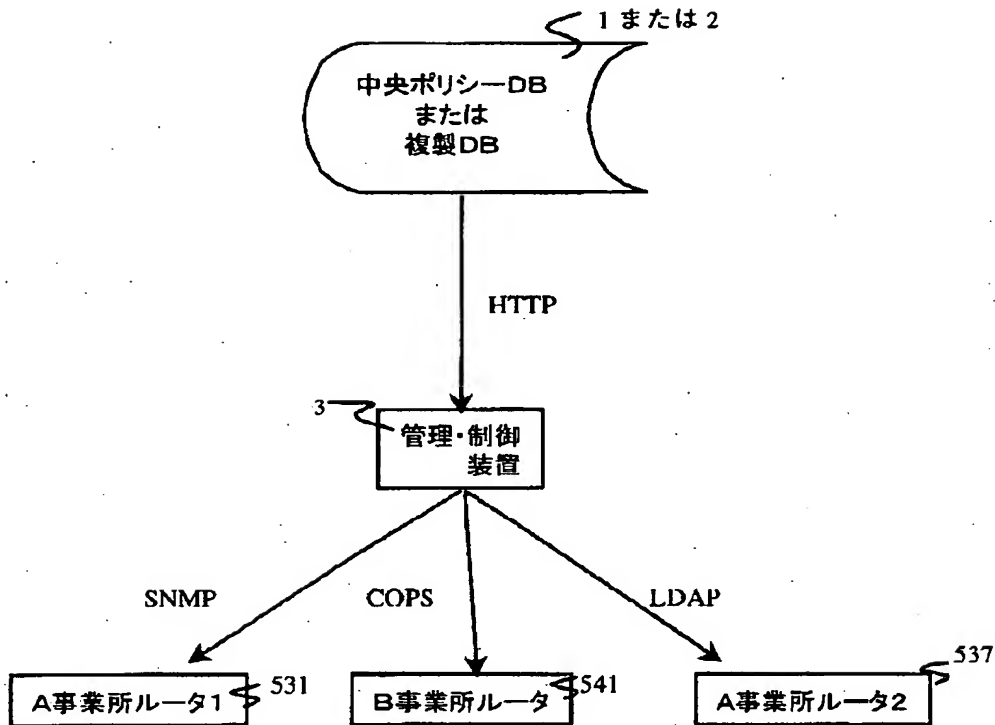 1 または 2
中央ポリシーDB
または
複製DB
HTTP
3
管理・制御
装置
SNMP
COPS
LDAP
A事業所ルータ1
531
B事業所ルータ
541
A事業所ルータ2
537